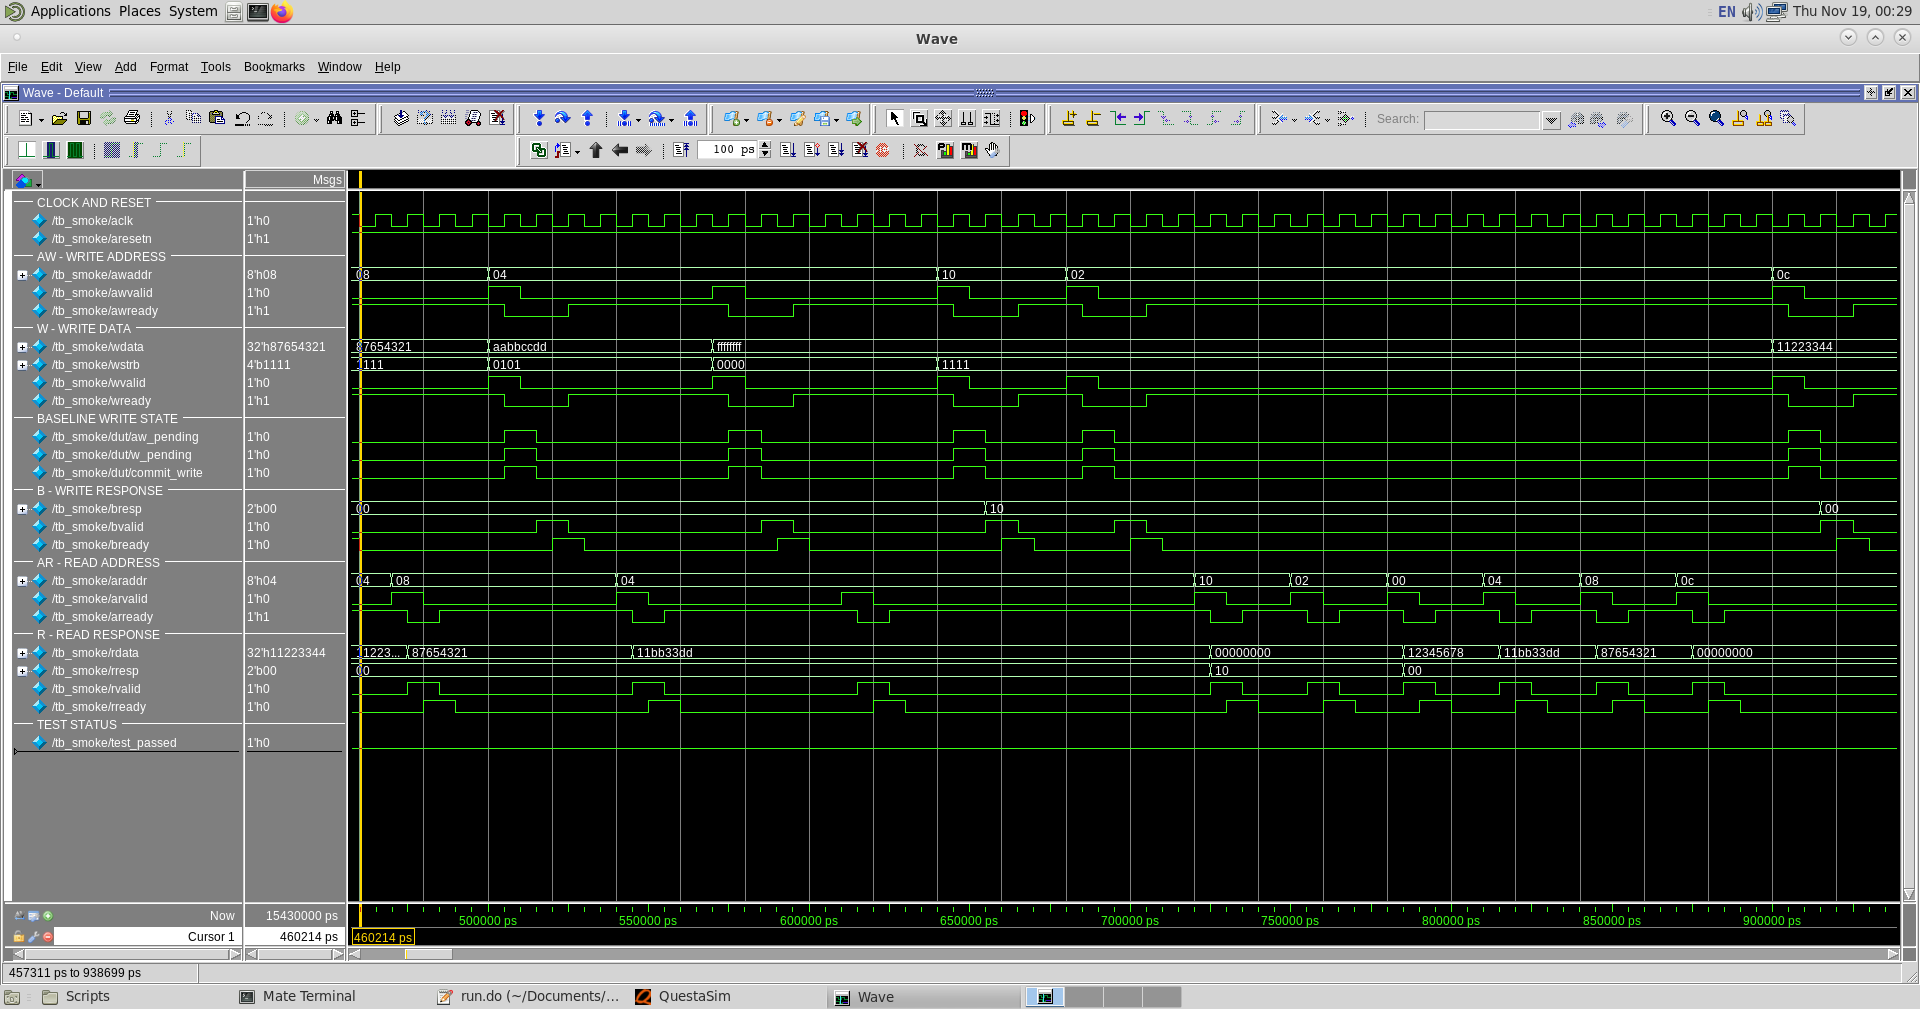 Applications Places System EN Thu Nov 19, 00:29
Wave
File Edit View Add Format Tools Bookmarks Window Help
Wave - Default
Search:
100 ps
Msgs
CLOCK AND RESET
/tb_smoke/aclk 1'h0
/tb_smoke/aresetn 1'h1
AW - WRITE ADDRESS
/tb_smoke/awaddr 8'h08 08 04 10 02 0c
/tb_smoke/awvalid 1'h0
/tb_smoke/awready 1'h1
W - WRITE DATA
/tb_smoke/wdata 32'h87654321 87654321 aabbccdd ffffffff 11223344
/tb_smoke/wstrb 4'b1111 1111 0101 0000 1111
/tb_smoke/wvalid 1'h0
/tb_smoke/wready 1'h1
BASELINE WRITE STATE
/tb_smoke/dut/aw_pending 1'h0
/tb_smoke/dut/w_pending 1'h0
/tb_smoke/dut/commit_write 1'h0
B - WRITE RESPONSE
/tb_smoke/bresp 2'b00 00 10 00
/tb_smoke/bvalid 1'h0
/tb_smoke/bready 1'h0
AR - READ ADDRESS
/tb_smoke/araddr 8'h04 04 08 04 10 02 00 04 08 0c
/tb_smoke/arvalid 1'h0
/tb_smoke/arready 1'h1
R - READ RESPONSE
/tb_smoke/rdata 32'h11223344 1223... 87654321 11bb33dd 00000000 12345678 11bb33dd 87654321 00000000
/tb_smoke/rresp 2'b00 00 10 00
/tb_smoke/rvalid 1'h0
/tb_smoke/rready 1'h0
TEST STATUS
/tb_smoke/test_passed 1'h0
Now 15430000 ps 500000 ps 550000 ps 600000 ps 650000 ps 700000 ps 750000 ps 800000 ps 850000 ps 900000 ps
Cursor 1 460214 ps 460214 ps
457311 ps to 938699 ps
Scripts Mate Terminal run.do (~/Documents/... QuestaSim Wave